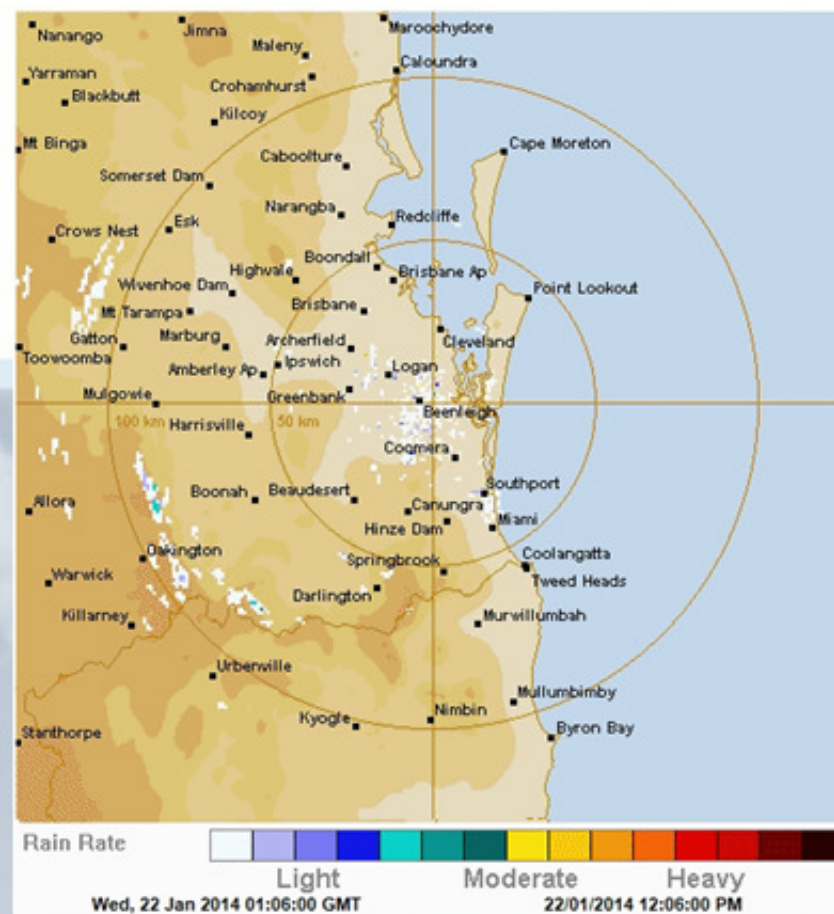 Nanango
Jimna
Maleny
Maroochydore
Yarraman
Crohamhurst
Caloundra
Blackbutt
Kilcoy
Mt Binga
Caboolture
Cape Moreton
Somerset Dam
Narangba
Redcliffe
Esk
Crows Nest
Boondall
Highvale
Brisbane Ap
Wivenhoe Dam
Point Lookout
Brisbane
Mt Tarampa
Gatton
Marburg
Archerfield
Cleveland
Toowoomba
Ipswich
Amberley Ap
Logan
Mulgowie
Greenbank
Beenleigh
100 km
50 km
Harrisville
Coomera
Allora
Boonah
Beaudesert
Southport
Canungra
Hinze Dam
Miami
Oakington
Springbrook
Coolangatta
Warwick
Darlington
Tweed Heads
Killarney
Murwillumbah
Urbenville
Mullumbimby
Stanthorpe
Kyogle
Nimbin
Byron Bay
Rain Rate
Light Moderate Heavy
Wed, 22 Jan 2014 01:06:00 GMT 22/01/2014 12:06:00 PM